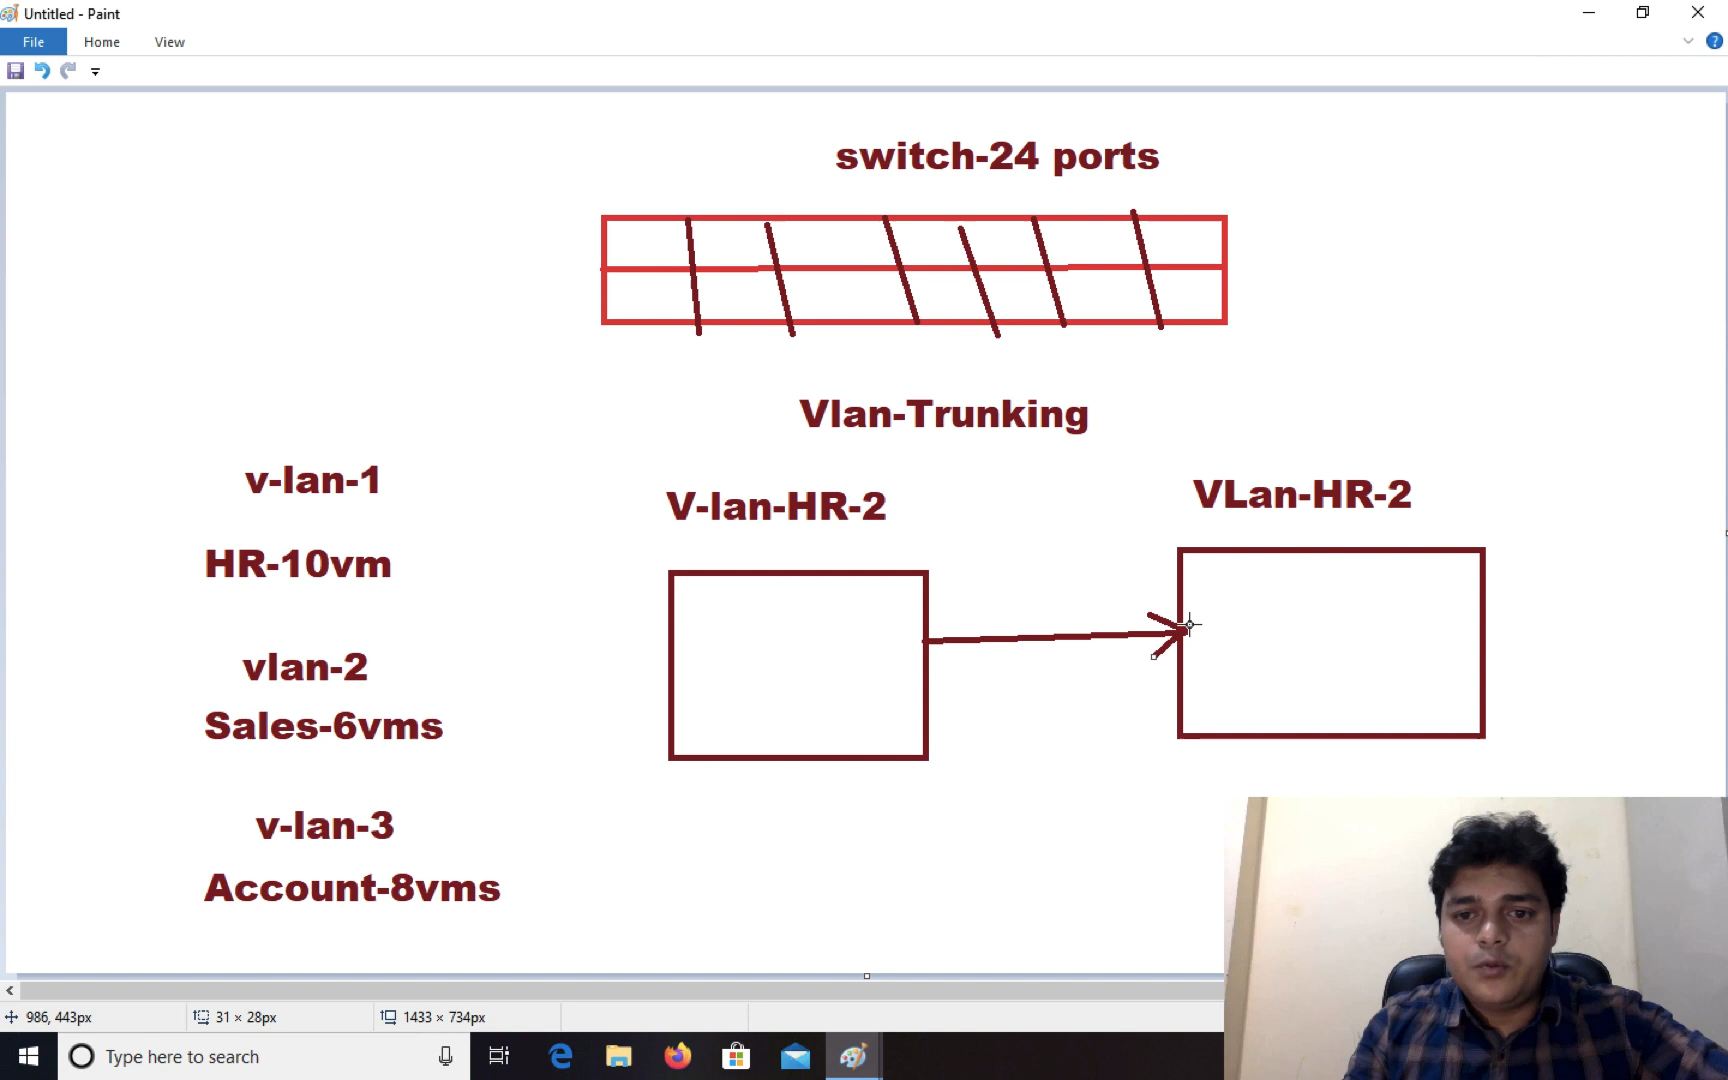 Untitled - Paint
File Home View
switch-24 ports
Vlan-Trunking
v-lan-1
V-lan-HR-2
VLan-HR-2
HR-10vm
vlan-2
Sales-6vms
v-lan-3
Account-8vms
986, 443px
31 × 28px
1433 × 734px
Type here to search